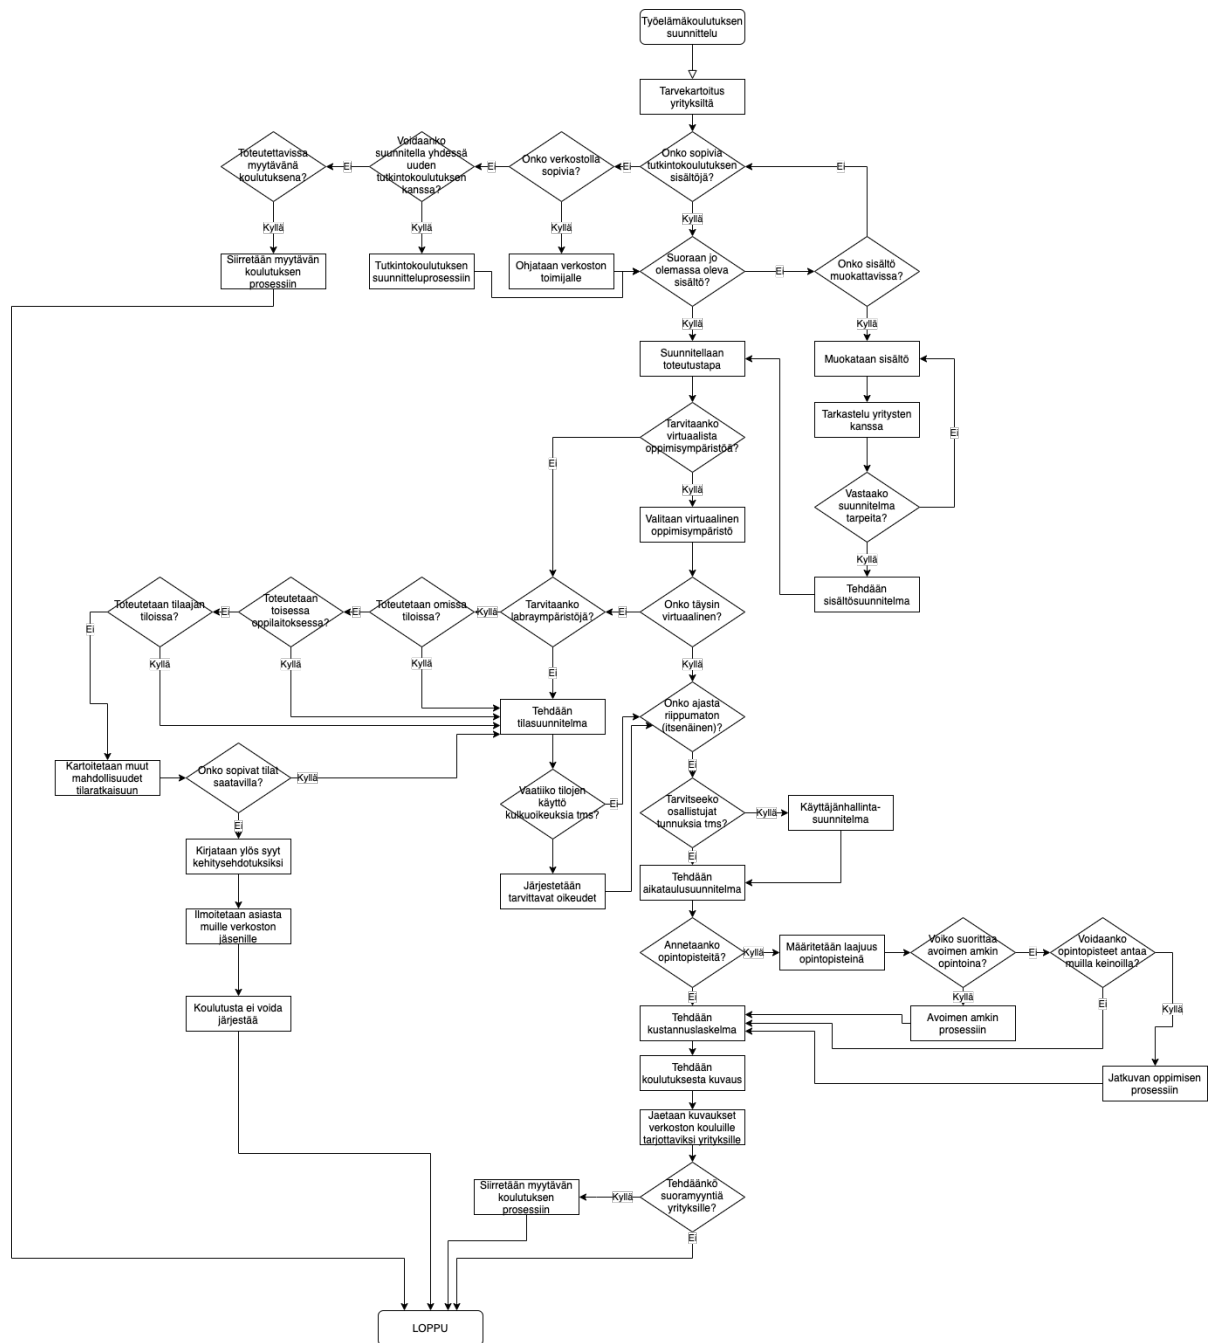 Työelämäkoulutuksen
suunnittelu
Tarvekartoitus
yrityksiltä
Toteutettavissa
myytävänä
koulutuksena?
Ei
Voidaanko
suunnitella yhdessä
uuden
tutkintokoulutuksen
kanssa?
Ei
Onko verkostolla
sopivia?
Ei
Onko sopivia
tutkintokoulutuksen
sisältöjä?
Ei
Kyllä
Kyllä
Kyllä
Kyllä
Siirretään myytävän
koulutuksen
prosessiin
Tutkintokoulutuksen
suunnitteluprosessiin
Ohjataan verkoston
toimijalle
Suoraan jo
olemassa oleva
sisältö?
Ei
Onko sisältö
muokattavissa?
Kyllä
Kyllä
Suunnitellaan
toteutustapa
Muokataan sisältö
Tarkastelu yritysten
kanssa
Ei
Tarvitaanko
virtuaalista
oppimisympäristöä?
Ei
Kyllä
Vastaako
suunnitelma
tarpeita?
Kyllä
Valitaan virtuaalinen
oppimisympäristö
Tehdään
sisältösuunnitelma
Toteutetaan tilaajan
tiloissa?
Ei
Toteutetaan
toisessa
oppilaitoksessa?
Ei
Toteutetaan omissa
tiloissa?
Kyllä
Tarvitaanko
labraympäristöjä?
Ei
Onko täysin
virtuaalinen?
Ei
Kyllä
Kyllä
Kyllä
Ei
Kyllä
Tehdään
tilasuunnitelma
Onko ajasta
riippumaton
(itsenäinen)?
Ei
Kartoitetaan muut
mahdollisuudet
tilaratkaisuun
Onko sopivat tilat
saatavilla?
Kyllä
Ei
Vaatiiko tilojen
käyttö
kulkuoikeuksia tms?
Ei
Tarvitseeko
osallistujat
tunnuksia tms?
Kyllä
Käyttäjänhallinta-
suunnitelma
Ei
Kirjataan ylös syyt
kehitysehdotuksiksi
Järjestetään
tarvittavat oikeudet
Tehdään
aikataulusuunnitelma
Ilmoitetaan asiasta
muille verkoston
jäsenille
Annetaanko
opintopisteitä?
Kyllä
Määritetään laajuus
opintopisteinä
Voiko suorittaa
avoimen amkin
opintoina?
Ei
Voidaanko
opintopisteet antaa
muilla keinoilla?
Ei
Kyllä
Ei
Kyllä
Koulutusta ei voida
järjestää
Tehdään
kustannuslaskelma
Avoimen amkin
prosessiin
Tehdään
koulutuksesta kuvaus
Jatkuvan oppimisen
prosessiin
Jaetaan kuvaukset
verkoston kouluille
tarjottaviksi yrityksille
Siirretään myytävän
koulutuksen
prosessiin
Kyllä
Tehdäänkö
suoramyyntiä
yrityksille?
Ei
LOPPU